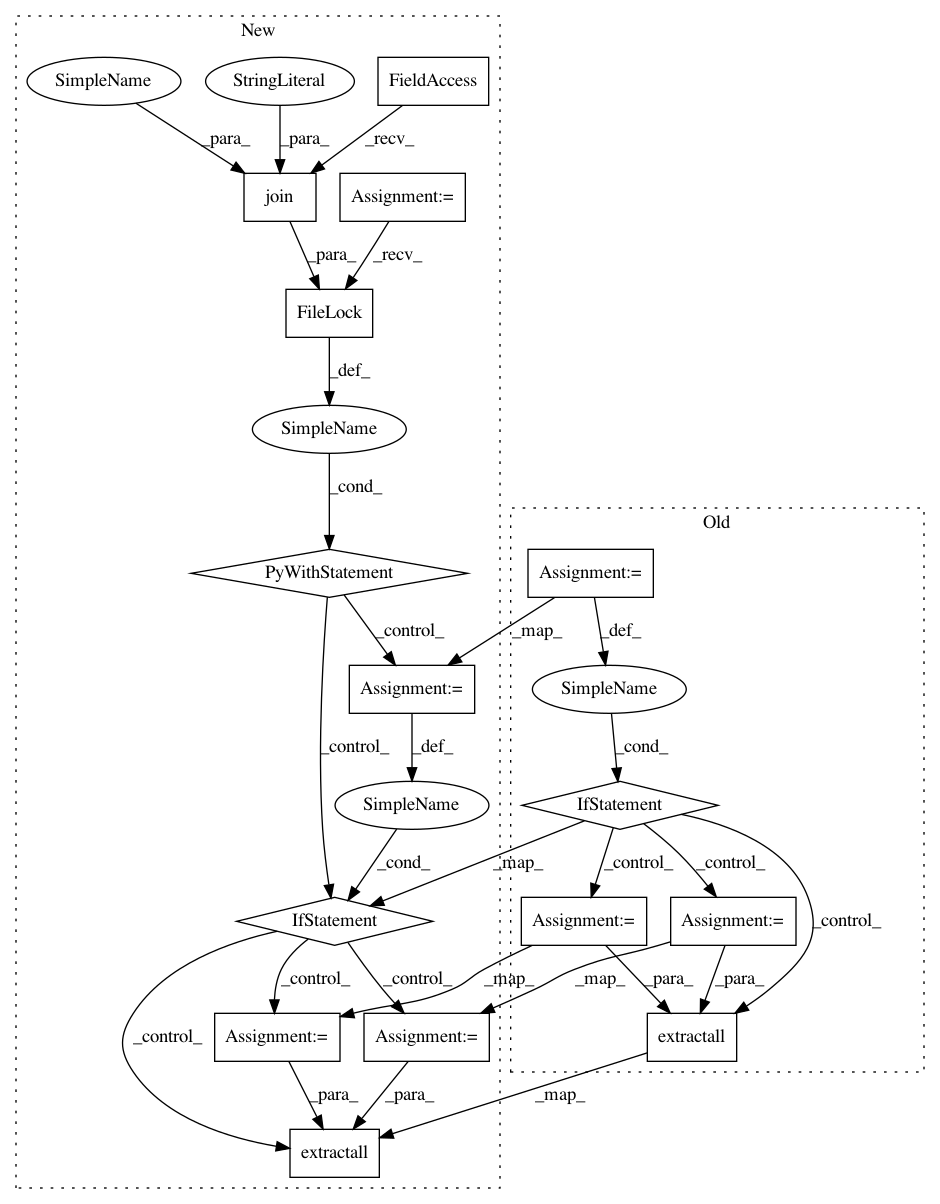 New
SimpleName
StringLiteral
FieldAccess
_para_
_para_
_recv_
join
Assignment:=
_para_
_recv_
FileLock
_def_
SimpleName
_cond_
Old
PyWithStatement
Assignment:=
_control_
_map_
_def_
Assignment:=
SimpleName
_control_
_def_
_cond_
SimpleName
IfStatement
_cond_
_map_
_control_
_control_
IfStatement
Assignment:=
Assignment:=
_control_
_control_
_control_
_map_
_map_
_para_
_para_
_control_
Assignment:=
Assignment:=
extractall
_para_
_para_
_map_
extractall